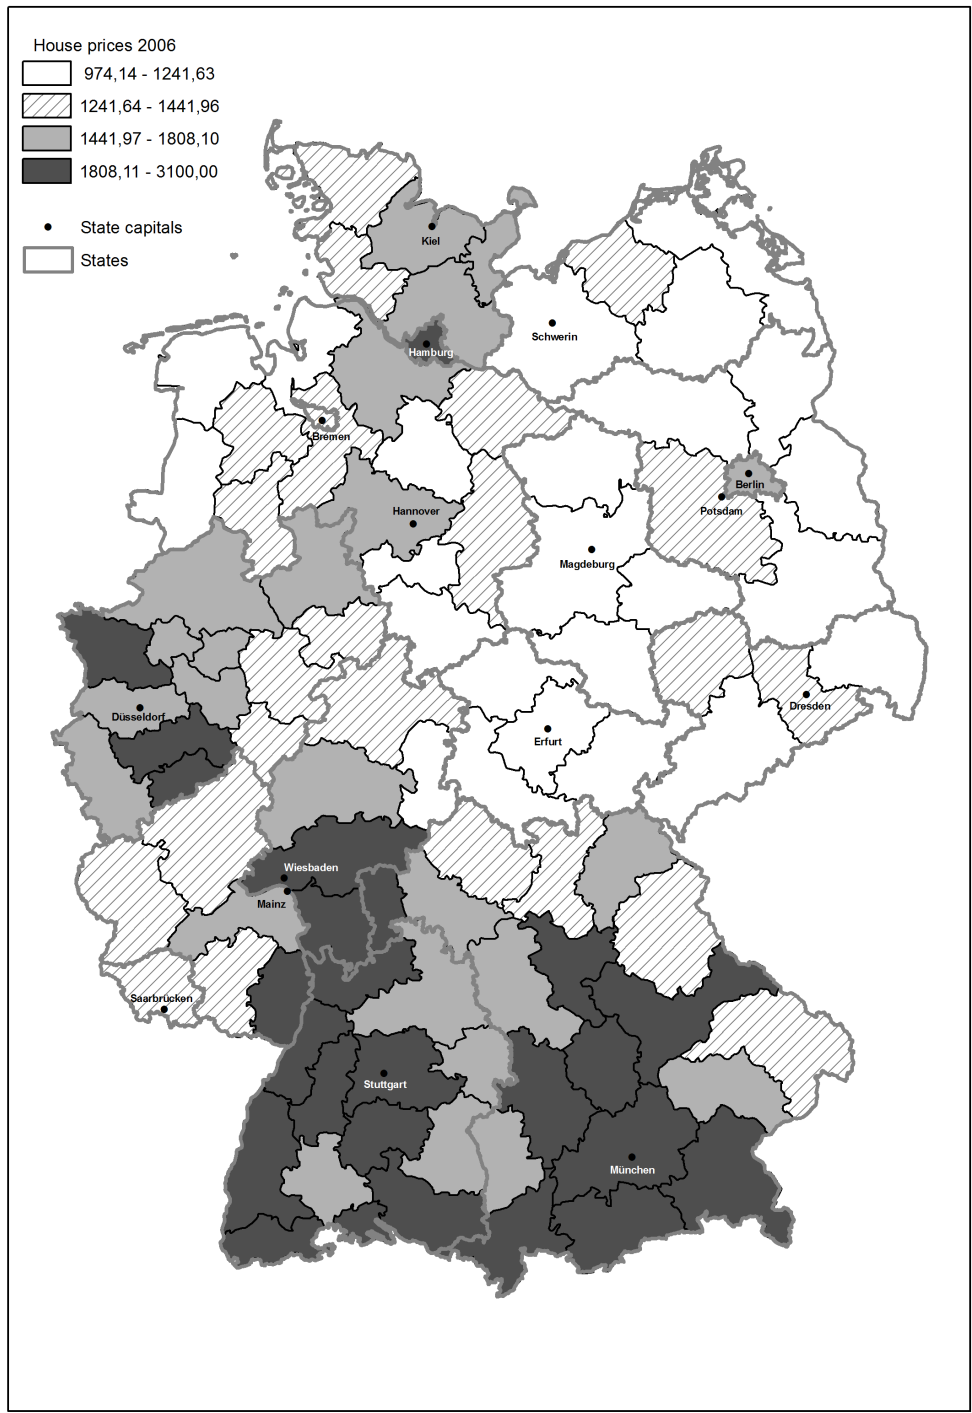 House prices 2006
974,14 - 1241,63
1241,64 - 1441,96
1441,97 - 1808,10
1808,11 - 3100,00
State capitals
States
Kiel
Schwerin
Hamburg
Bremen
Berlin
Potsdam
Hannover
Magdeburg
Düsseldorf
Dresden
Erfurt
Wiesbaden
Mainz
Saarbrücken
Stuttgart
München